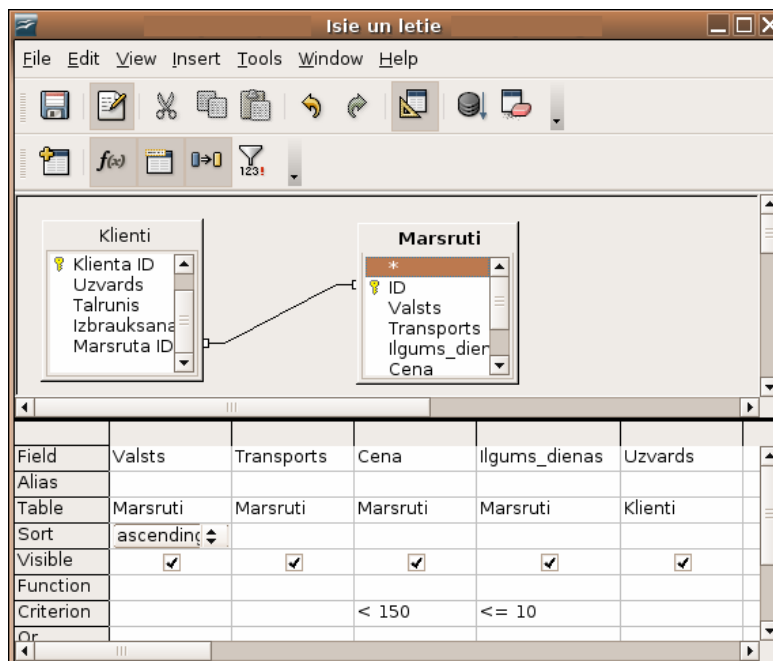 Isie un letie
File Edit View Insert Tools Window Help
f(x) 123!
Klienti
Klienta ID
Uzvards
Talrunis
Izbrauksana
Marsruta ID
Marsruti
*
ID
Valsts
Transports
Ilgums_dien
Cena
Field Valsts Transports Cena Ilgums_dienas Uzvards
Alias
Table Marsruti Marsruti Marsruti Marsruti Klienti
Sort ascending
Visible
Function
Criterion < 150 <= 10
Or